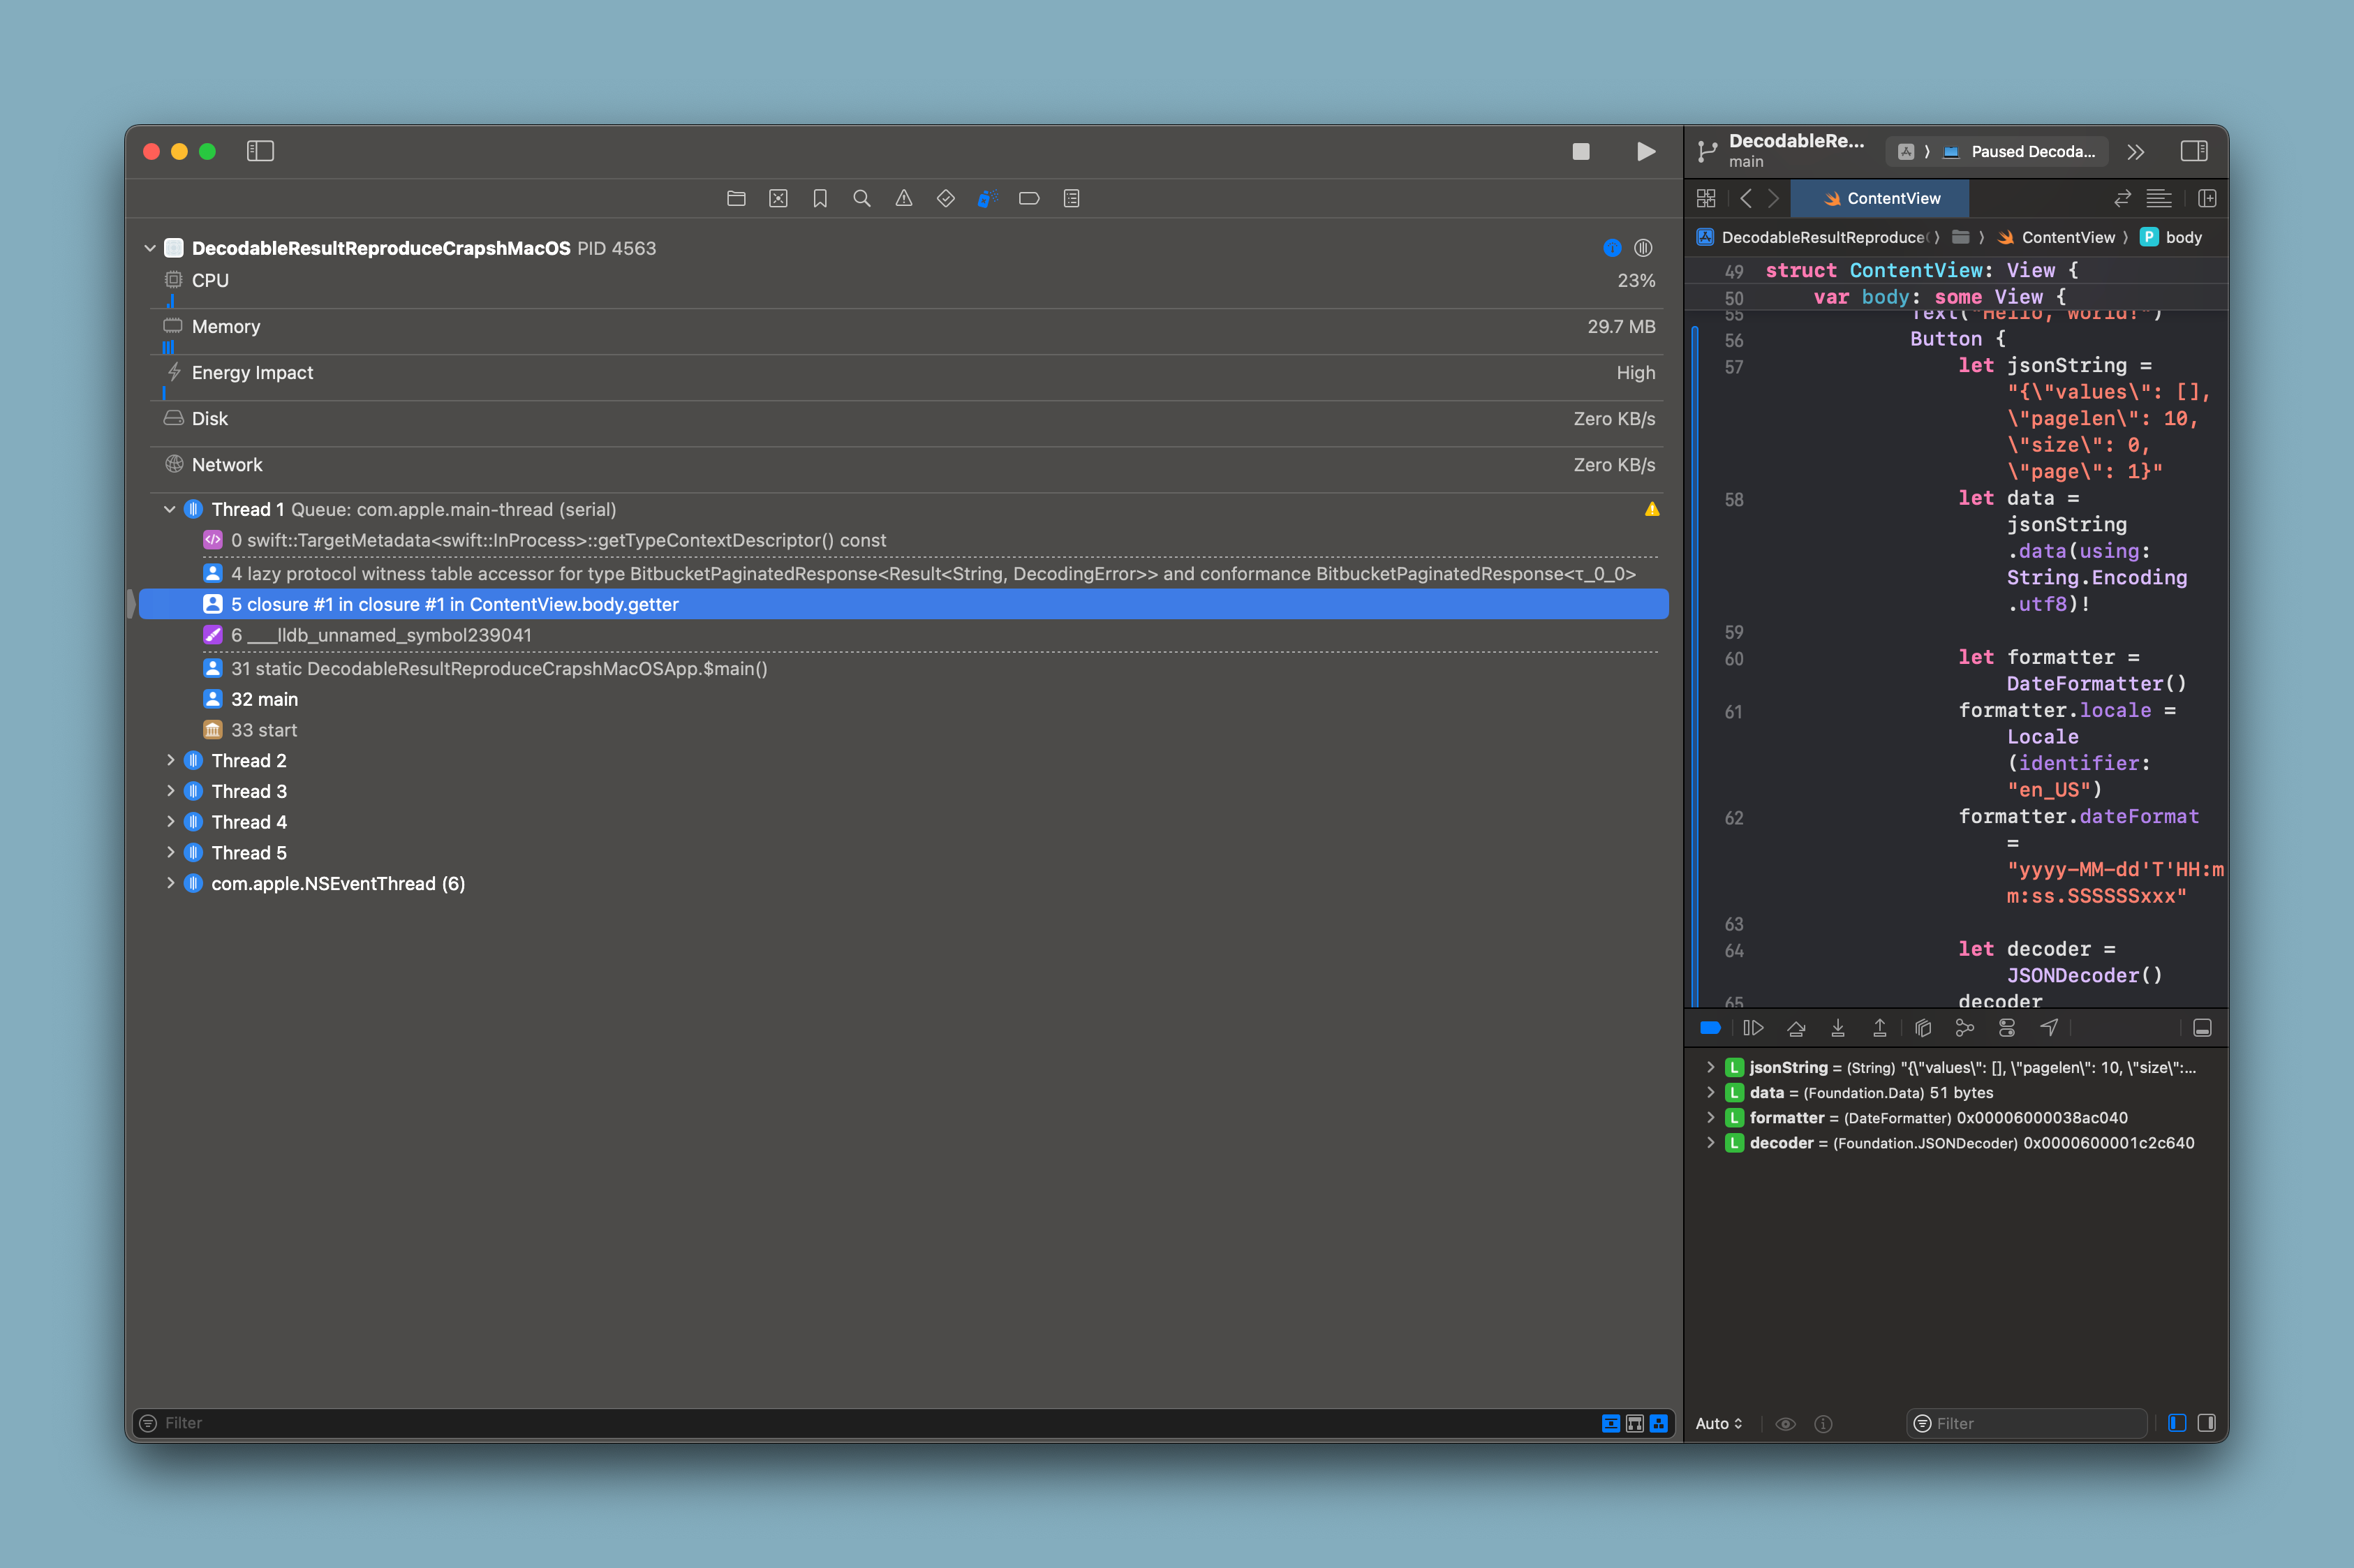 DecodableResultReproduceCrapshMacOS PID 4563
CPU 23%
Memory 29.7 MB
Energy Impact High
Disk Zero KB/s
Network Zero KB/s
Thread 1 Queue: com.apple.main-thread (serial)
0 swift::TargetMetadata<swift::InProcess>::getTypeContextDescriptor() const
4 lazy protocol witness table accessor for type BitbucketPaginatedResponse<Result<String, DecodingError>> and conformance BitbucketPaginatedResponse<τ_0_0>
5 closure #1 in closure #1 in ContentView.body.getter
6 ___lldb_unnamed_symbol239041
31 static DecodableResultReproduceCrapshMacOSApp.$main()
32 main
33 start
Thread 2
Thread 3
Thread 4
Thread 5
com.apple.NSEventThread (6)
Filter
DecodableRe...
main
Paused Decoda...
ContentView
DecodableResultReproduce ContentView P body
49 struct ContentView: View {
50 var body: some View {
55 Text("Hello, world!")
56 Button {
57 let jsonString =
"{\"values\": [],
\"pagelen\": 10,
\"size\": 0,
\"page\": 1}"
58 let data =
jsonString
.data(using:
String.Encoding
.utf8)!
59
60 let formatter =
DateFormatter()
61 formatter.locale =
Locale
(identifier:
"en_US")
62 formatter.dateFormat
=
"yyyy-MM-dd'T'HH:m
m:ss.SSSSSSxxx"
63
64 let decoder =
JSONDecoder()
65 decoder
L jsonString = (String) "{\"values\": [], \"pagelen\": 10, \"size\":...
L data = (Foundation.Data) 51 bytes
L formatter = (DateFormatter) 0x00006000038ac040
L decoder = (Foundation.JSONDecoder) 0x0000600001c2c640
Auto
Filter